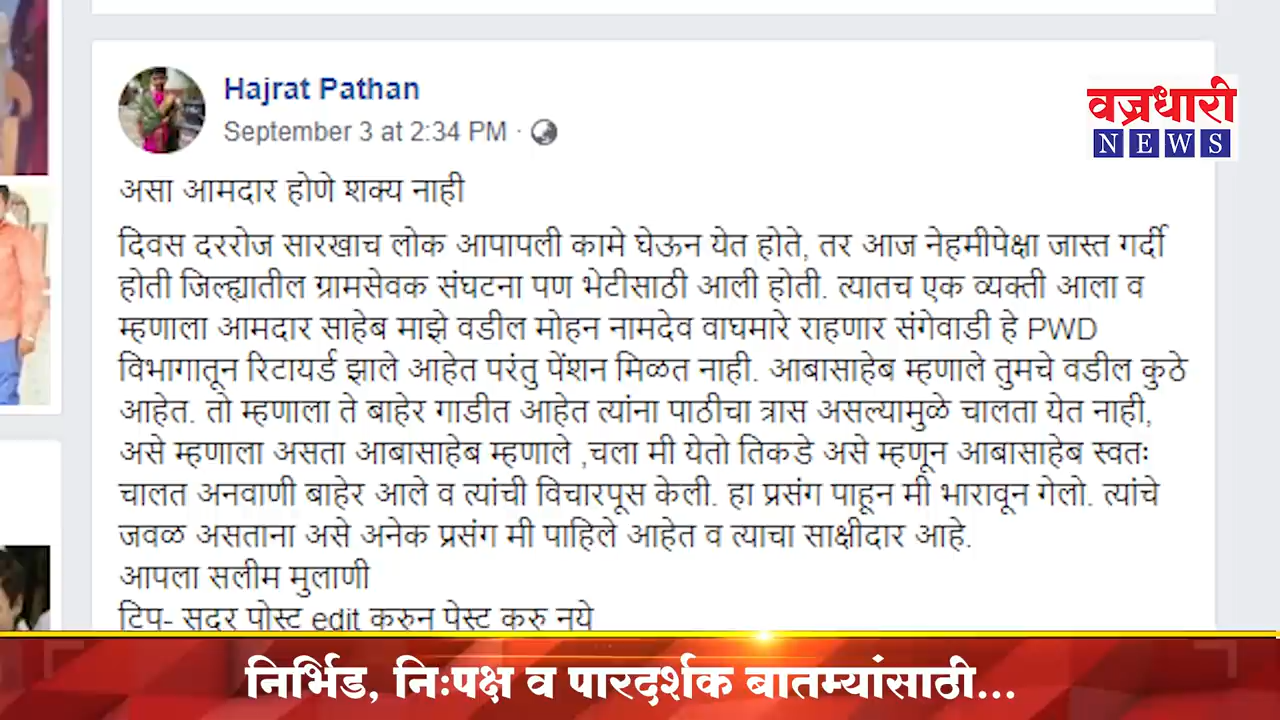 Hajrat Pathan
September 3 at 2:34 PM ·
वज्रधारी
NEWS
असा आमदार होणे शक्य नाही
दिवस दररोज सारखाच लोक आपापली कामे घेऊन येत होते, तर आज नेहमीपेक्षा जास्त गर्दी
होती जिल्ह्यातील ग्रामसेवक संघटना पण भेटीसाठी आली होती. त्यातच एक व्यक्ती आला व
म्हणाला आमदार साहेब माझे वडील मोहन नामदेव वाघमारे राहणार संगेवाडी हे PWD
विभागातून रिटायर्ड झाले आहेत परंतु पेंशन मिळत नाही. आबासाहेब म्हणाले तुमचे वडील कुठे
आहेत. तो म्हणाला ते बाहेर गाडीत आहेत त्यांना पाठीचा त्रास असल्यामुळे चालता येत नाही,
असे म्हणाला असता आबासाहेब म्हणाले ,चला मी येतो तिकडे असे म्हणून आबासाहेब स्वतः
चालत अनवाणी बाहेर आले व त्यांची विचारपूस केली. हा प्रसंग पाहून मी भारावून गेलो. त्यांचे
जवळ असताना असे अनेक प्रसंग मी पाहिले आहेत व त्याचा साक्षीदार आहे.
आपला सलीम मुलाणी
टिप- सदर पोस्ट edit करुन पेस्ट करु नये
निर्भिड, निःपक्ष व पारदर्शक बातम्यांसाठी...